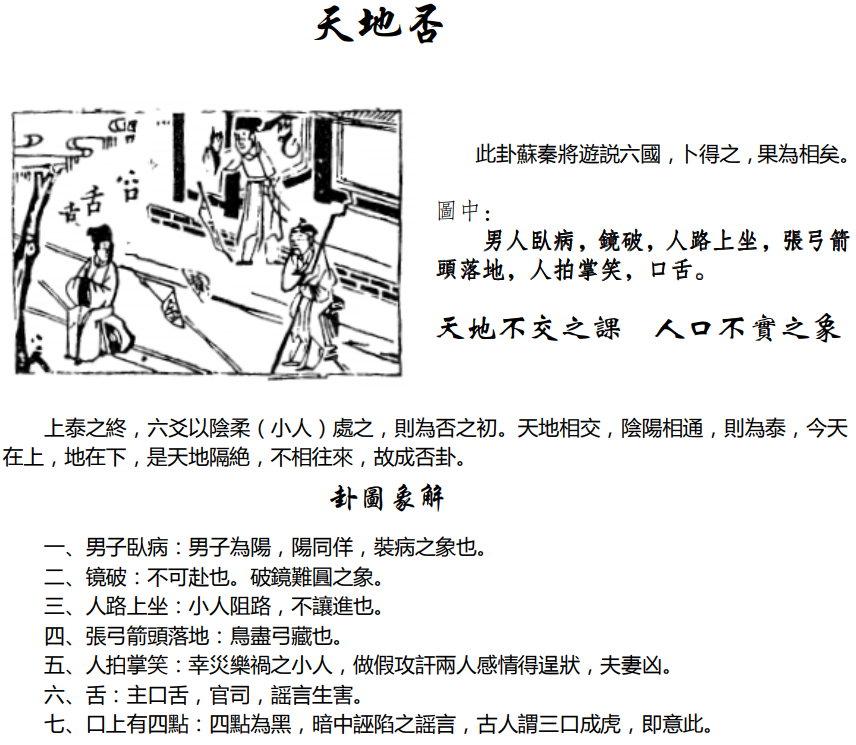 天地否
舌
舌
此卦蘇秦將遊説六國，卜得之，果為相矣。
圖中：
男人臥病，鏡破，人路上坐，張弓箭
頭落地，人拍掌笑，口舌。
天地不交之課　人口不實之象
上泰之終，六爻以陰柔（小人）處之，則為否之初。天地相交，陰陽相通，則為泰，今天
在上，地在下，是天地隔絶，不相往來，故成否卦。
卦圖象解
一、男子臥病：男子為陽，陽同佯，裝病之象也。
二、镜破：不可赴也。破鏡難圓之象。
三、人路上坐：小人阻路，不讓進也。
四、張弓箭頭落地：鳥盡弓藏也。
五、人拍掌笑：幸災樂禍之小人，做假攻訐兩人感情得逞狀，夫妻凶。
六、舌：主口舌，官司，謡言生害。
七、口上有四點：四點為黑，暗中誣陷之謡言，古人謂三口成虎，即意此。